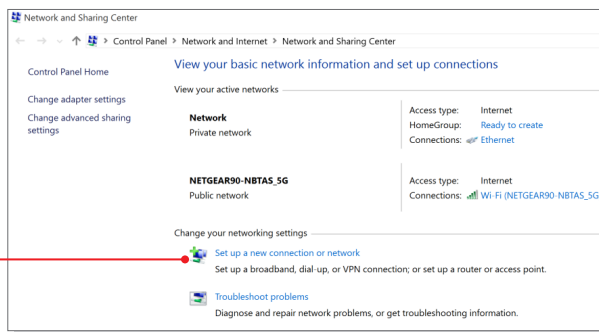 Network and Sharing Center
Control Panel > Network and Internet > Network and Sharing Center
Control Panel Home
Change adapter settings
Change advanced sharing
settings
View your basic network information and set up connections
View your active networks
Network
Private network
Access type: Internet
HomeGroup: Ready to create
Connections: Ethernet
NETGEAR90-NBTAS_5G
Public network
Access type: Internet
Connections: Wi-Fi (NETGEAR90-NBTAS_5G
Change your networking settings
Set up a new connection or network
Set up a broadband, dial-up, or VPN connection; or set up a router or access point.
Troubleshoot problems
Diagnose and repair network problems, or get troubleshooting information.